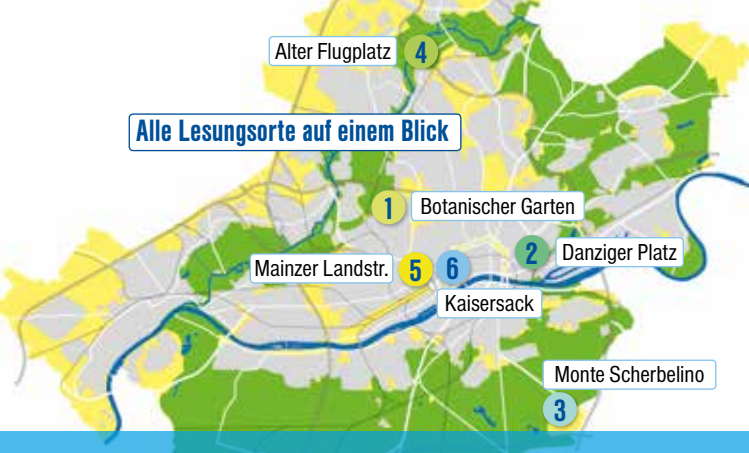 Alter Flugplatz 4
Alle Lesungsorte auf einem Blick
1 Botanischer Garten
2 Danziger Platz
Mainzer Landstr. 5 6
Kaisersack
Monte Scherbelino
3